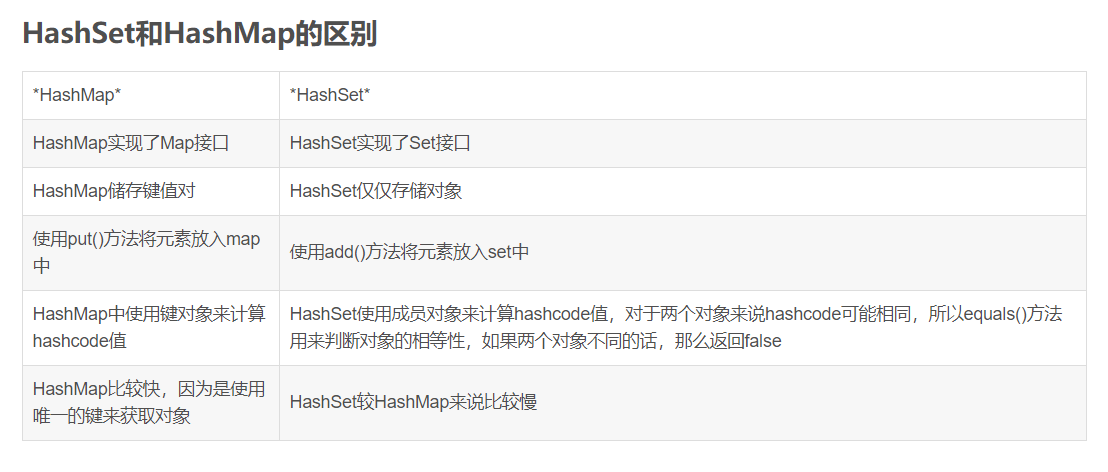 HashSet和HashMap的区别
*HashMap*
*HashSet*
HashMap实现了Map接口
HashSet实现了Set接口
HashMap储存键值对
HashSet仅仅存储对象
使用put()方法将元素放入map
中
使用add()方法将元素放入set中
HashMap中使用键对象来计算
hashcode值
HashSet使用成员对象来计算hashcode值，对于两个对象来说hashcode可能相同，所以equals()方法
用来判断对象的相等性，如果两个对象不同的话，那么返回false
HashMap比较快，因为是使用
唯一的键来获取对象
HashSet较HashMap来说比较慢